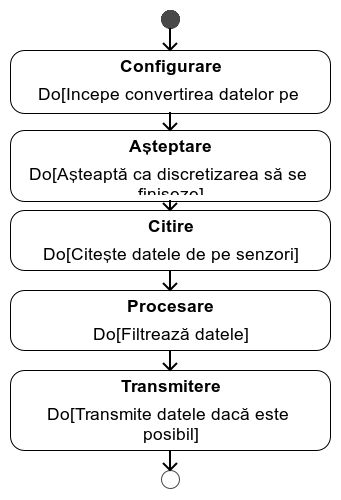 Configurare
Do[Incepe convertirea datelor pe
Așteptare
Do[Așteaptă ca discretizarea să se
finiseze]
Citire
Do[Citește datele de pe senzori]
Procesare
Do[Filtrează datele]
Transmitere
Do[Transmite datele dacă este
posibil]